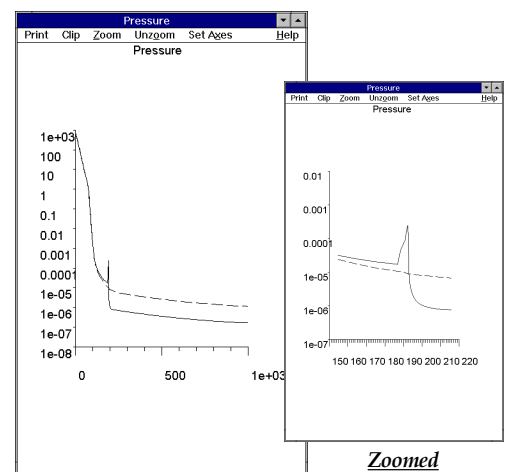 Pressure
Print Clip Zoom Unzoom Set Axes Help
Pressure
1e+03
100
10
1
0.1
0.01
0.001
0.0001
1e-05
1e-06
1e-07
1e-08
0 500 1e+03
Pressure
Print Clip Zoom Unzoom Set Axes Help
Pressure
0.01
0.001
0.0001
1e-05
1e-06
1e-07
150 160 170 180 190 200 210 220
Zoomed